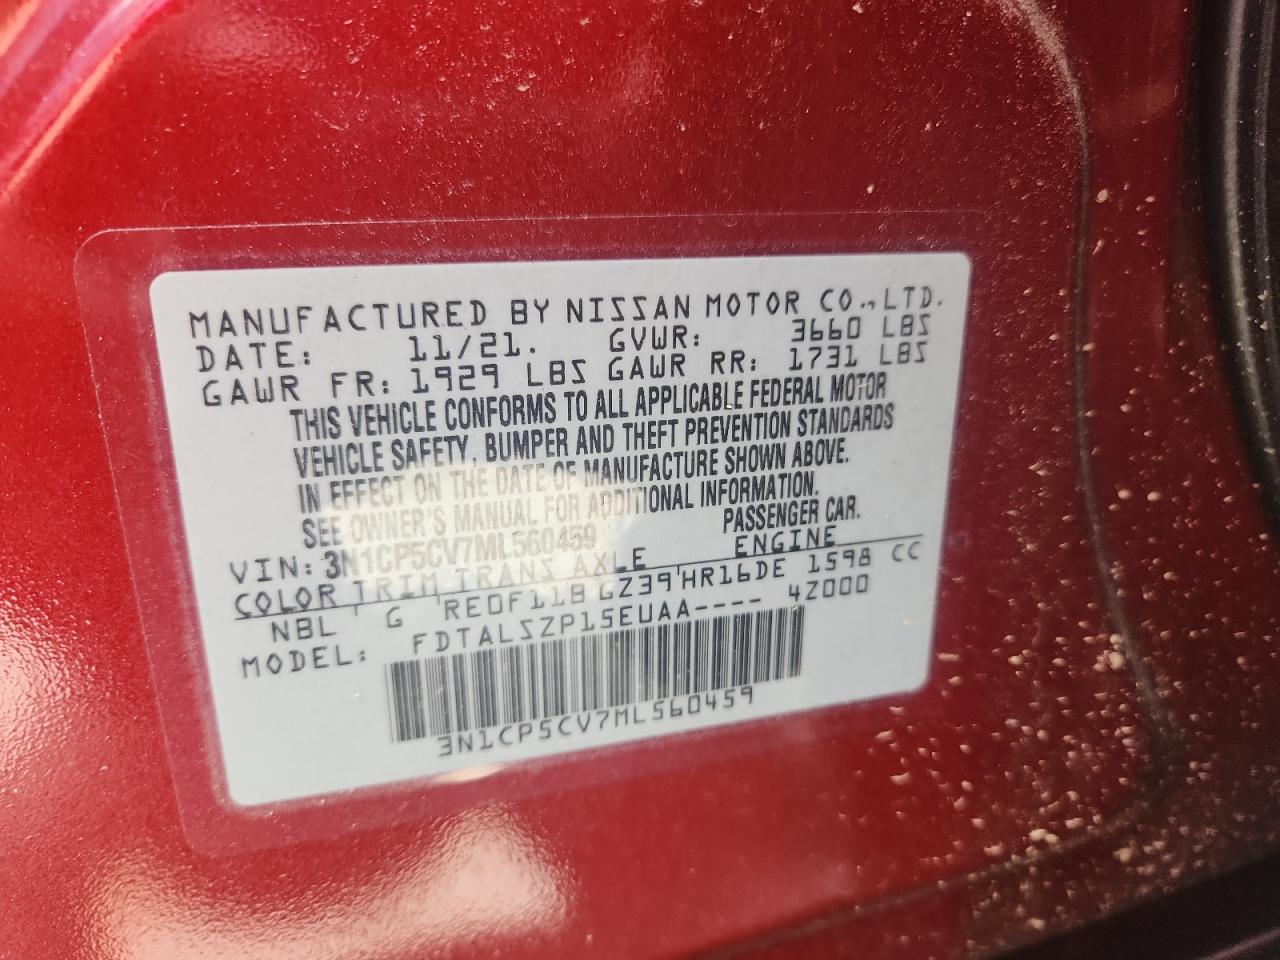 MANUFACTURED BY NISSAN MOTOR CO., LTD.
DATE: 11/21. GVWR: 3660 LBS
GAWR FR: 1929 LBS GAWR RR: 1731 LBS
THIS VEHICLE CONFORMS TO ALL APPLICABLE FEDERAL MOTOR
VEHICLE SAFETY, BUMPER AND THEFT PREVENTION STANDARDS
IN EFFECT ON THE DATE OF MANUFACTURE SHOWN ABOVE.
SEE OWNER'S MANUAL FOR ADDITIONAL INFORMATION.
PASSENGER CAR.
VIN: 3N1CP5CV7ML560459
COLOR TRIM TRANS AXLE ENGINE
NBL G RE0F11B GZ39 HR16DE 1598 CC
MODEL: FDTALSZP15EUAA---- 42000
3N1CP5CV7ML560459